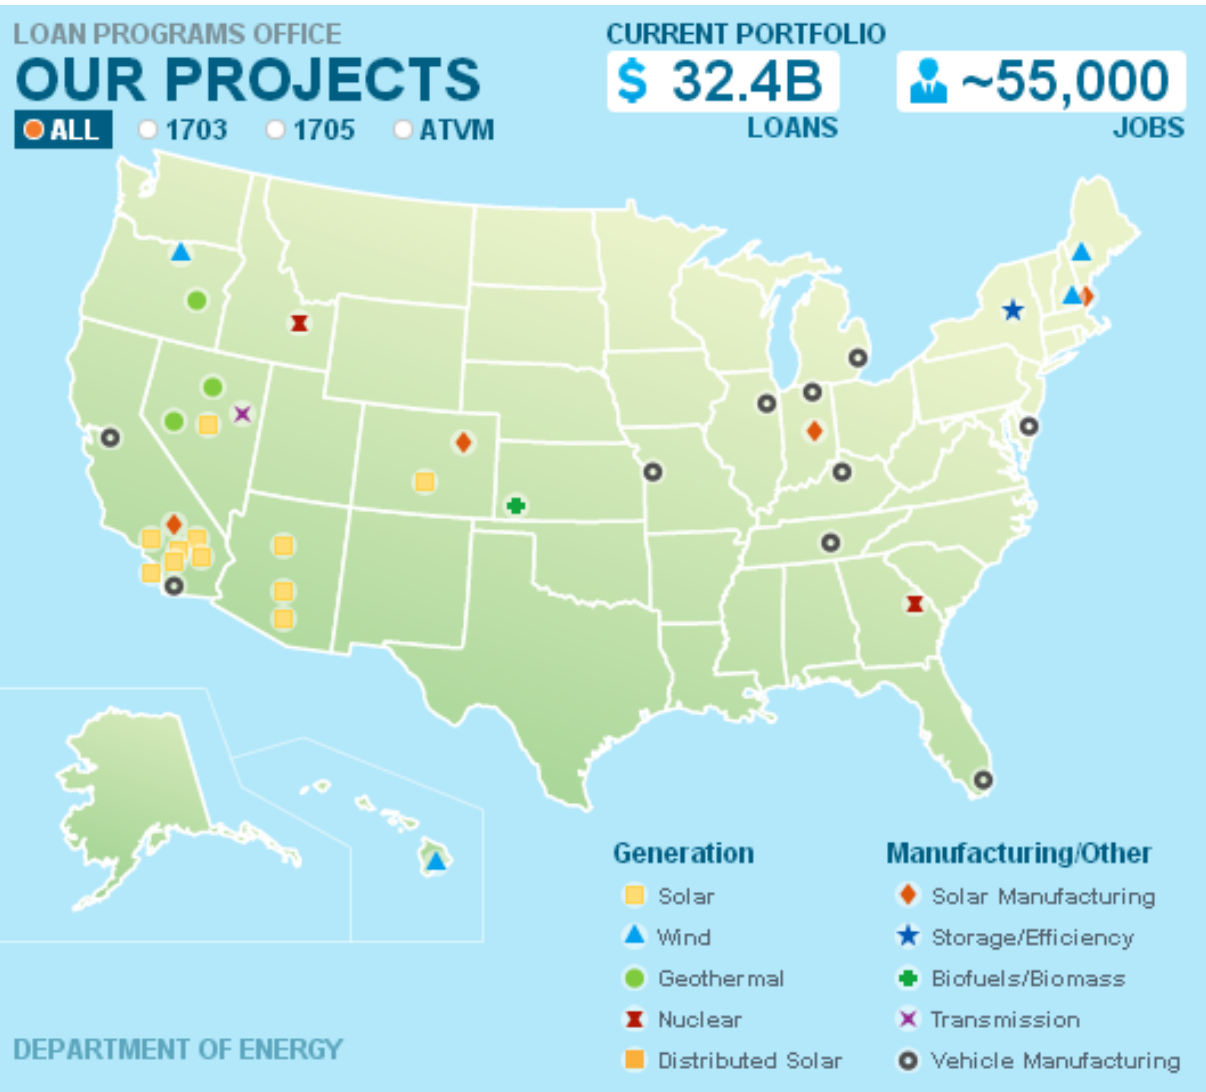 LOAN PROGRAMS OFFICE
OUR PROJECTS
ALL 1703 1705 ATVM
CURRENT PORTFOLIO
$ 32.4B
LOANS
~55,000
JOBS
Generation
Solar
Wind
Geothermal
Nuclear
Distributed Solar
Manufacturing/Other
Solar Manufacturing
Storage/Efficiency
Biofuels/Biomass
Transmission
Vehicle Manufacturing
DEPARTMENT OF ENERGY